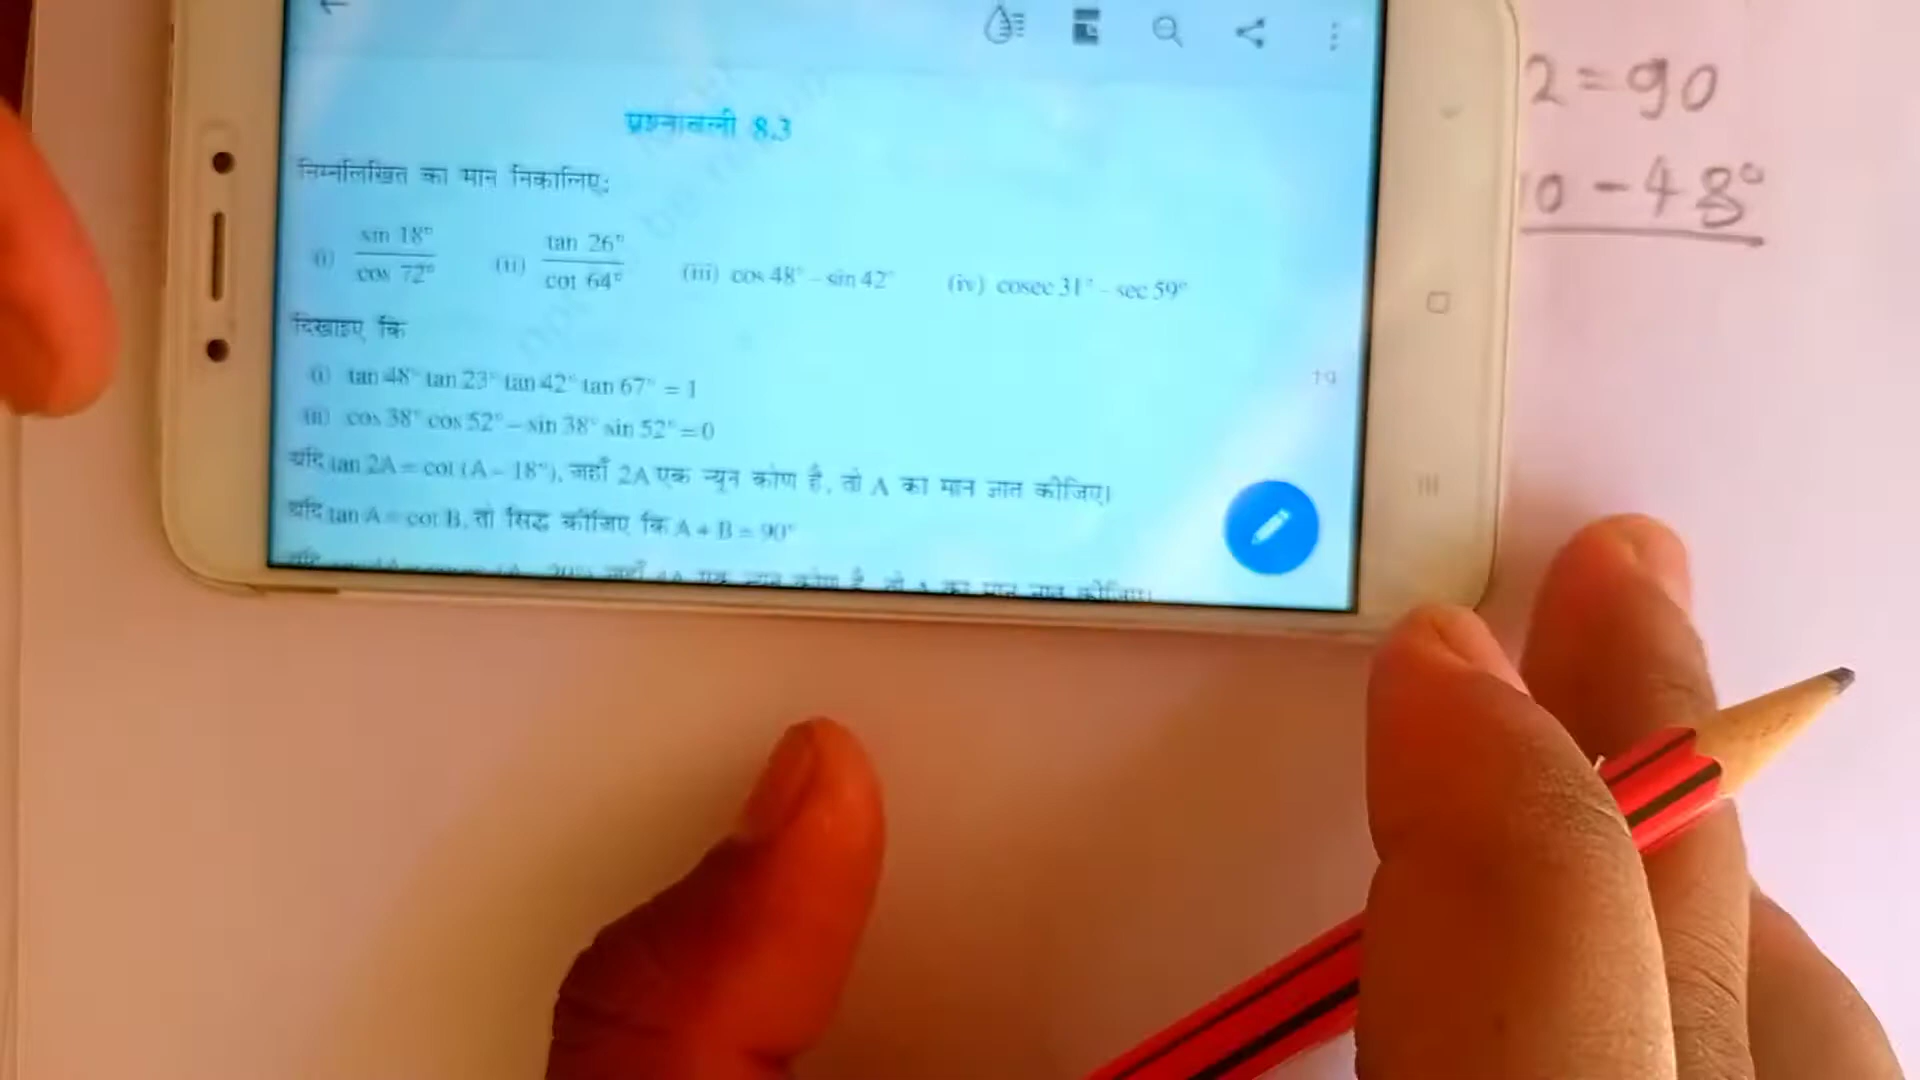 प्रश्नावली 8.3
निम्नलिखित का मान निकालिए:
(i) sin 18° / cos 72° (ii) tan 26° / cot 64° (iii) cos 48° – sin 42° (iv) cosec 31° – sec 59°
दिखाइए कि
(i) tan 48° tan 23° tan 42° tan 67° = 1
(ii) cos 38° cos 52° – sin 38° sin 52° = 0
यदि tan 2A = cot (A – 18°), जहाँ 2A एक न्यून कोण है, तो A का मान ज्ञात कीजिए।
यदि tan A = cot B, तो सिद्ध कीजिए कि A + B = 90°
जहाँ 4A एक न्यून कोण है, तो A का मान ज्ञात कीजिए।
2=90
0-48°